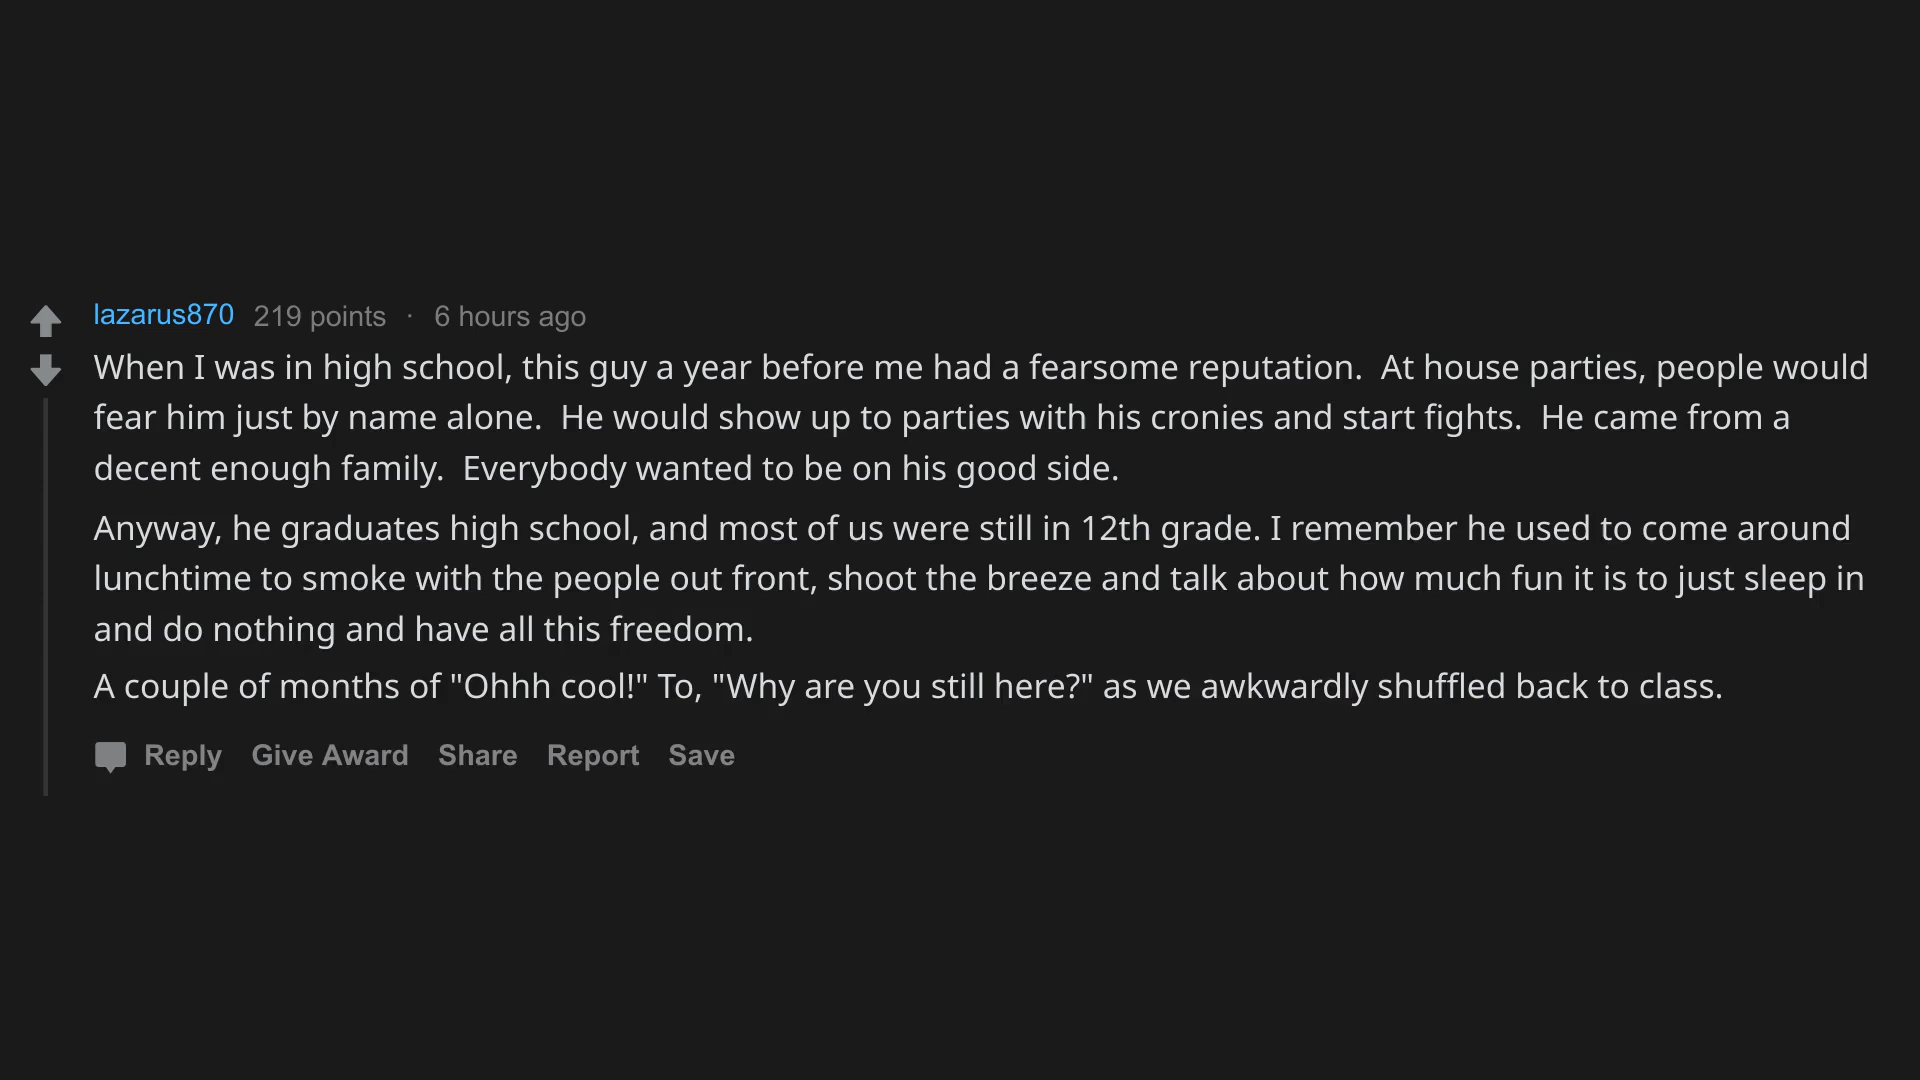 lazarus870 219 points · 6 hours ago
When I was in high school, this guy a year before me had a fearsome reputation.  At house parties, people would
fear him just by name alone.  He would show up to parties with his cronies and start fights.  He came from a
decent enough family.  Everybody wanted to be on his good side.
Anyway, he graduates high school, and most of us were still in 12th grade. I remember he used to come around
lunchtime to smoke with the people out front, shoot the breeze and talk about how much fun it is to just sleep in
and do nothing and have all this freedom.
A couple of months of "Ohhh cool!" To, "Why are you still here?" as we awkwardly shuffled back to class.
Reply Give Award Share Report Save